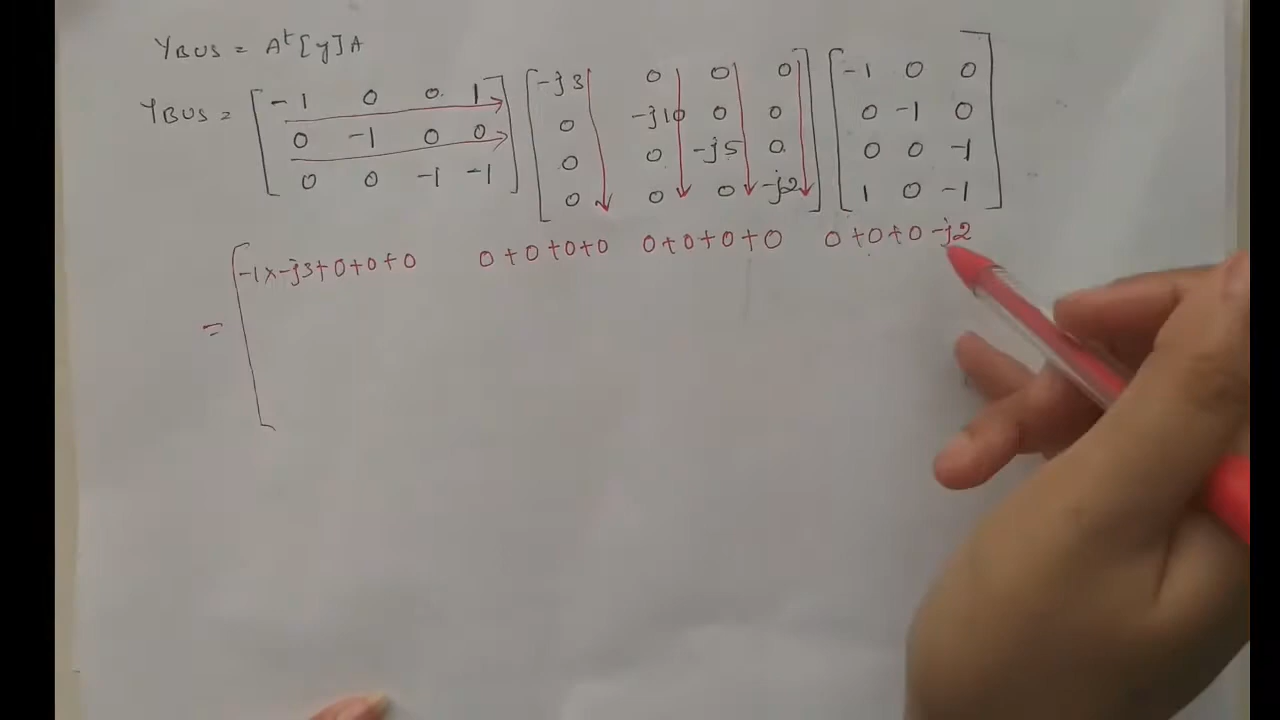 YBUS = Aᵗ[y]A
YBUS = [-1 0 0 1] [-j3 0 0 0] [-1 0 0]
0 -1 0 0 0 -j10 0 0 0 -1 0
0 0 -1 -1 0 0 -j5 0 0 0 -1
0 0 0 -j2 1 0 -1
= [-1x-j3+0+0+0 0+0+0+0 0+0+0+0 0+0+0-j2